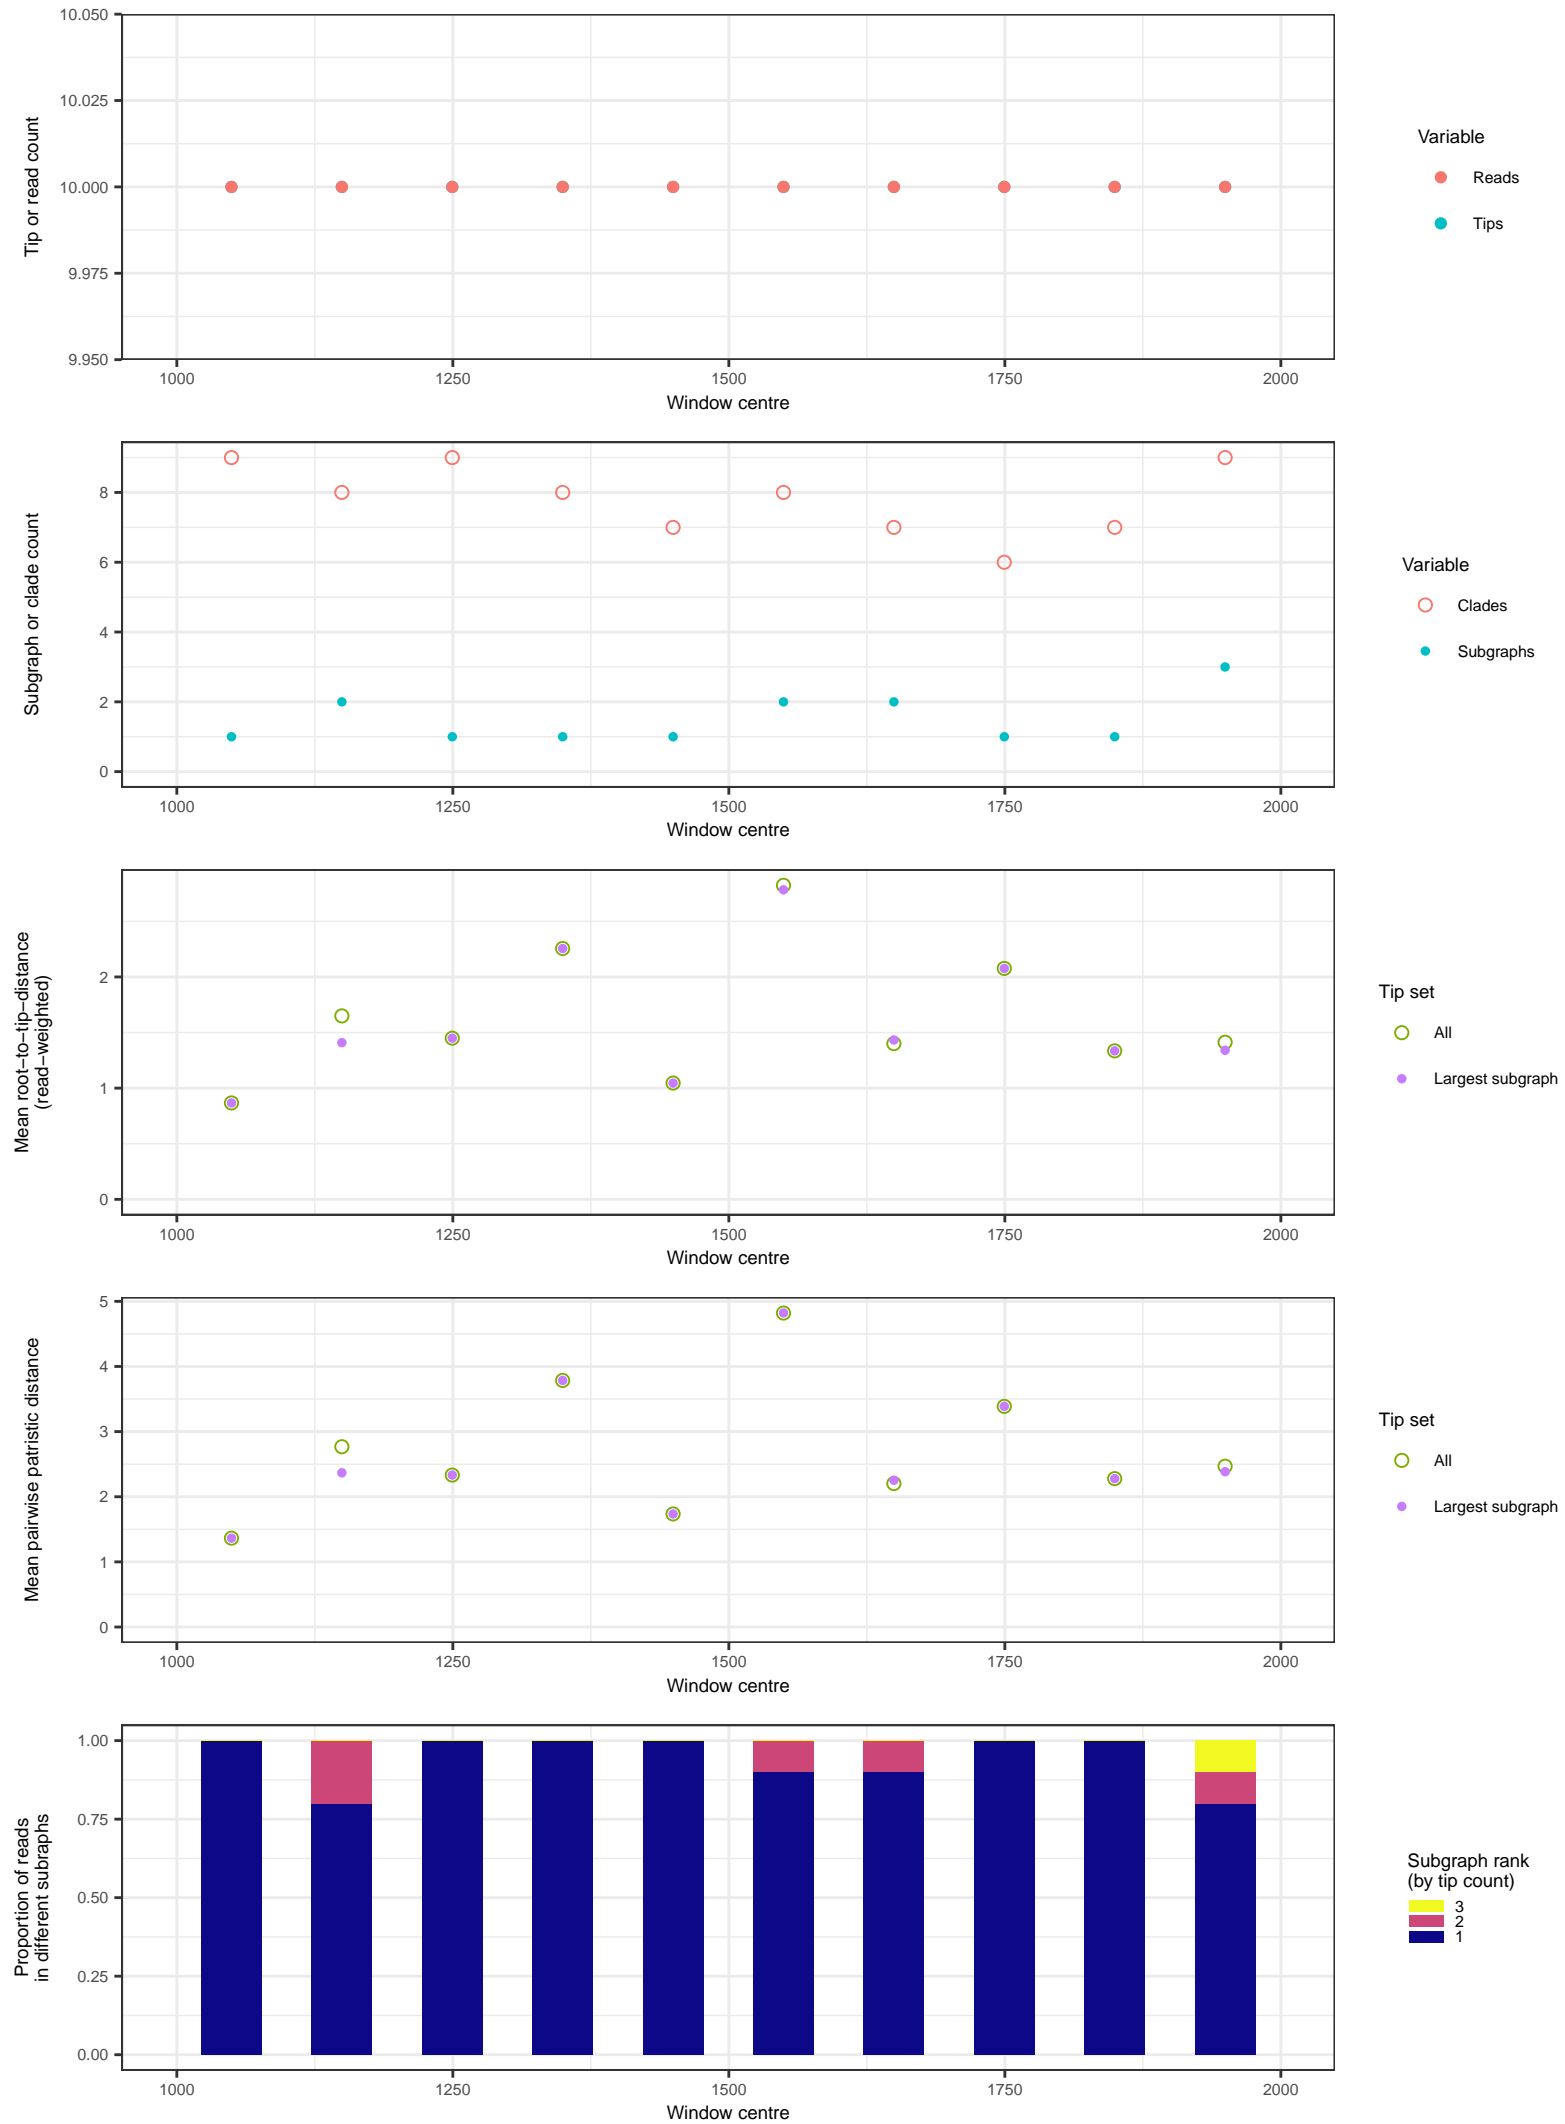 10.050
10.025
10.000
9.975
9.950
Tip or read count
1000 1250 1500 1750 2000
Window centre
Variable
Reads
Tips
8
6
4
2
0
Subgraph or clade count
1000 1250 1500 1750 2000
Window centre
Variable
Clades
Subgraphs
2
1
0
Mean root−to−tip−distance
(read−weighted)
1000 1250 1500 1750 2000
Window centre
Tip set
All
Largest subgraph
5
4
3
2
1
0
Mean pairwise patristic distance
1000 1250 1500 1750 2000
Window centre
Tip set
All
Largest subgraph
1.00
0.75
0.50
0.25
0.00
Proportion of reads
in different subraphs
1000 1250 1500 1750 2000
Window centre
Subgraph rank
(by tip count)
3
2
1